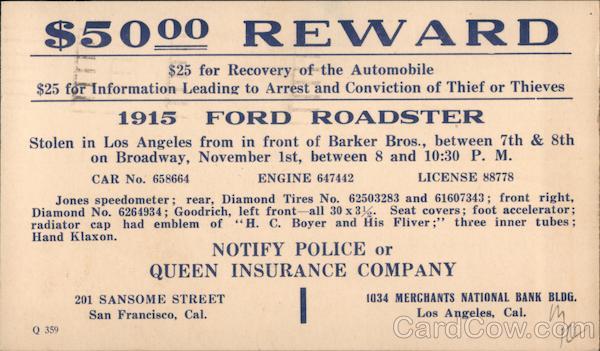 $50.00 REWARD
$25 for Recovery of the Automobile
$25 for Information Leading to Arrest and Conviction of Thief or Thieves
1915 FORD ROADSTER
Stolen in Los Angeles from in front of Barker Bros., between 7th & 8th
on Broadway, November 1st, between 8 and 10:30 P. M.
CAR No. 658664 ENGINE 647442 LICENSE 88778
Jones speedometer; rear, Diamond Tires No. 62503283 and 61607343; front right,
Diamond No. 6264934; Goodrich, left front—all 30 x 3½. Seat covers; foot accelerator;
radiator cap had emblem of "H. C. Boyer and His Fliver;" three inner tubes;
Hand Klaxon.
NOTIFY POLICE or
QUEEN INSURANCE COMPANY
201 SANSOME STREET
San Francisco, Cal.
1034 MERCHANTS NATIONAL BANK BLDG.
Los Angeles, Cal.
Q 359
CardCow.com